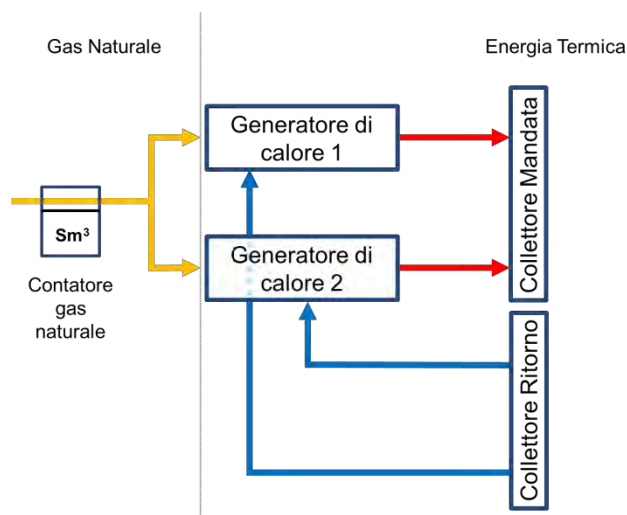 Gas Naturale
Energia Termica
Generatore di
calore 1
Collettore Mandata
Sm³
Generatore di
calore 2
Contatore
gas
naturale
Collettore Ritorno